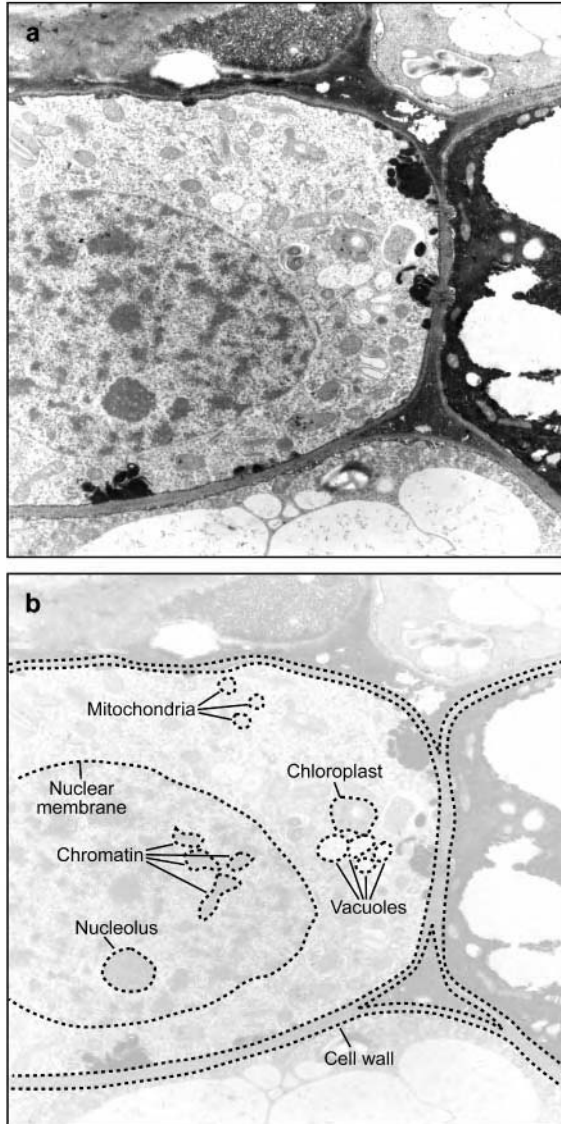 a
b
Mitochondria
Nuclear
membrane
Chloroplast
Chromatin
Vacuoles
Nucleolus
Cell wall